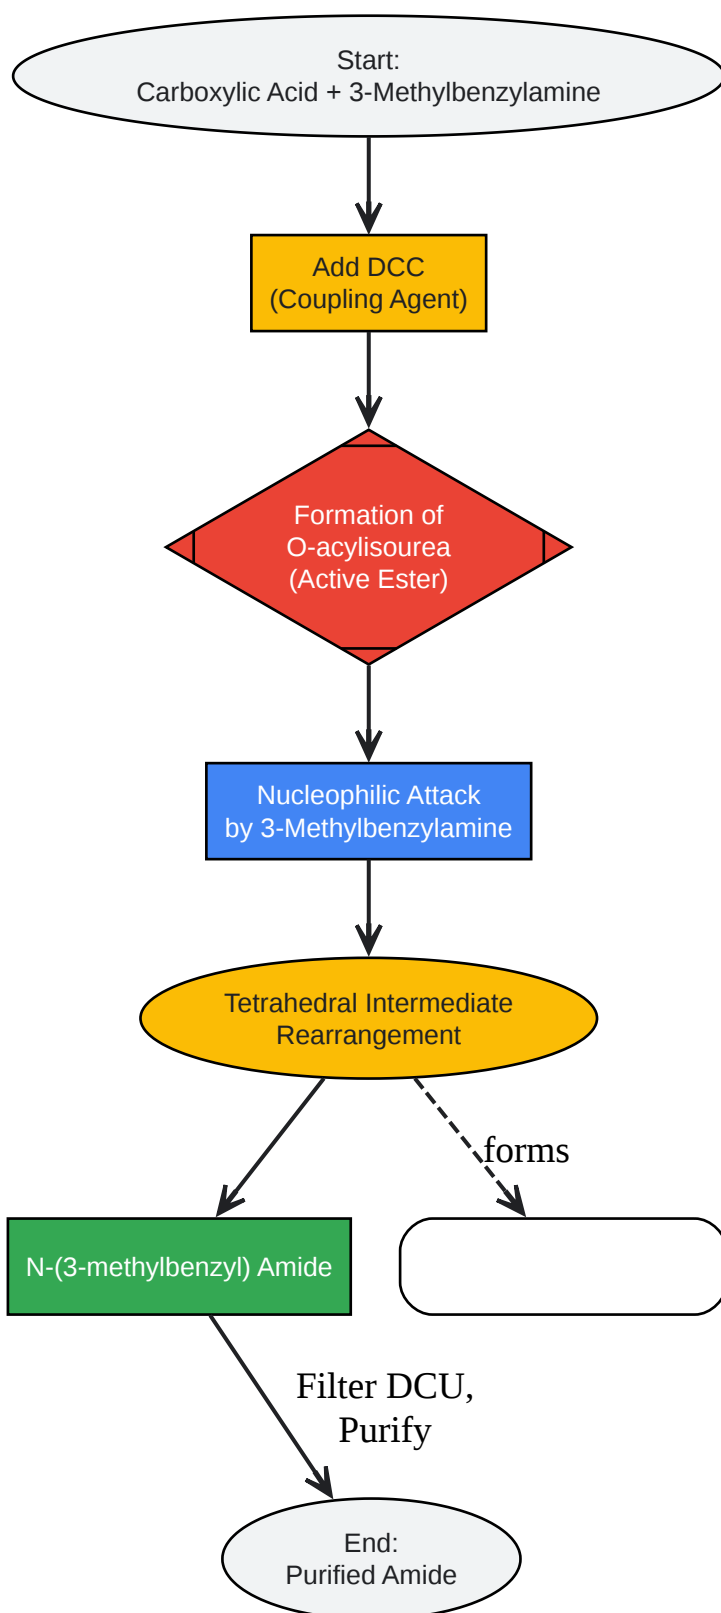 Start:
Carboxylic Acid + 3-Methylbenzylamine
Add DCC
(Coupling Agent)
Formation of
O-acylisourea
(Active Ester)
Nucleophilic Attack
by 3-Methylbenzylamine
Tetrahedral Intermediate
Rearrangement
forms
N-(3-methylbenzyl) Amide
Filter DCU,
Purify
End:
Purified Amide